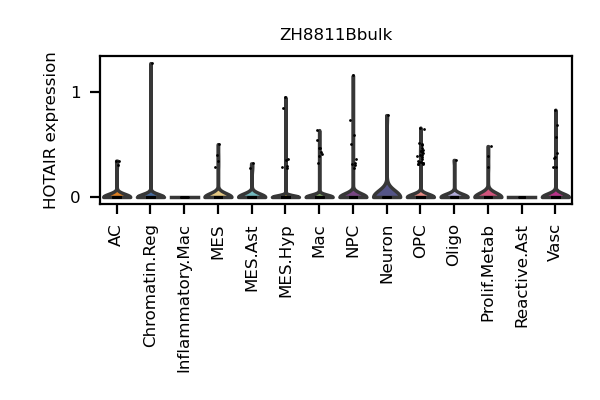 ZH8811Bbulk
HOTAIR expression
1
0
AC
Chromatin.Reg
Inflammatory.Mac
MES
MES.Ast
MES.Hyp
Mac
NPC
Neuron
OPC
Oligo
Prolif.Metab
Reactive.Ast
Vasc